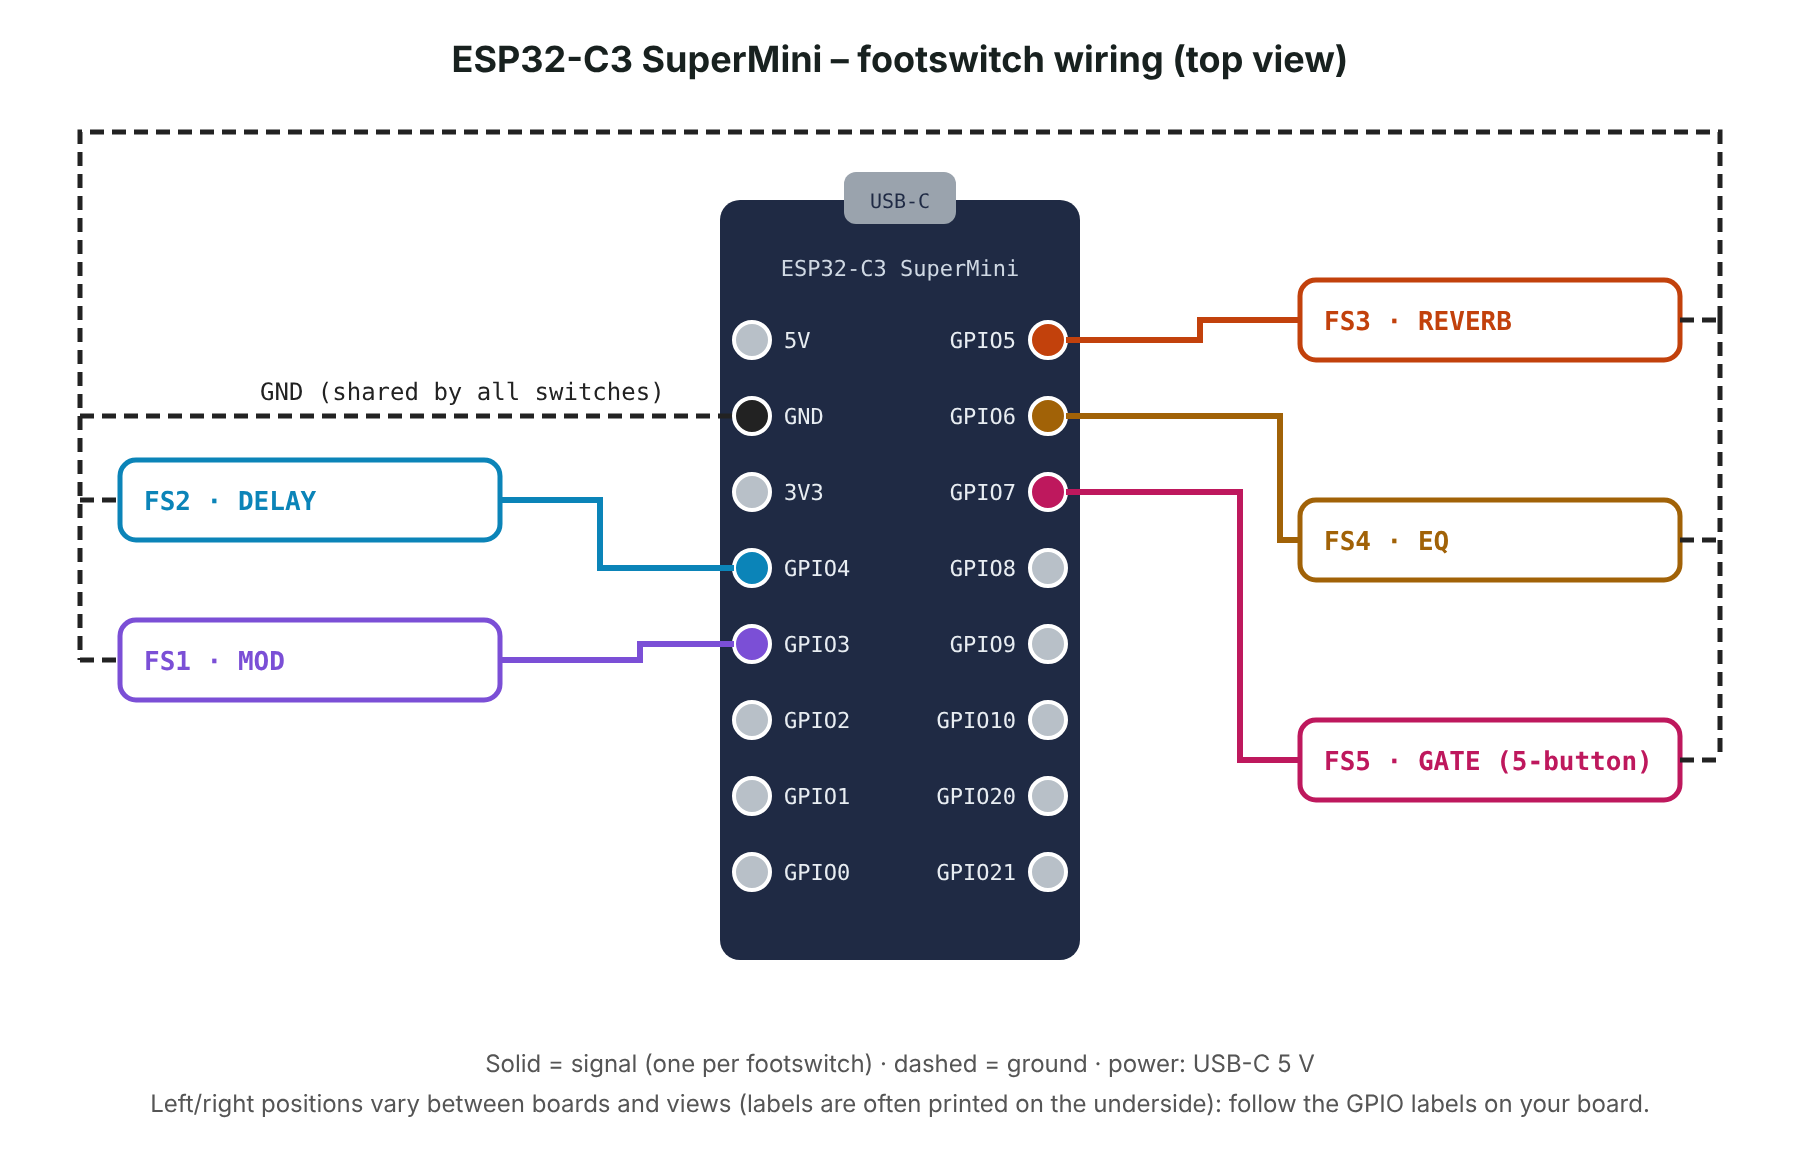 ESP32-C3 SuperMini – footswitch wiring (top view)
USB-C
ESP32-C3 SuperMini
5V
GND
3V3
GPIO4
GPIO3
GPIO2
GPIO1
GPIO0
GPIO5
GPIO6
GPIO7
GPIO8
GPIO9
GPIO10
GPIO20
GPIO21
GND (shared by all switches)
FS2 · DELAY
FS1 · MOD
FS3 · REVERB
FS4 · EQ
FS5 · GATE (5-button)
Solid = signal (one per footswitch) · dashed = ground · power: USB-C 5 V
Left/right positions vary between boards and views (labels are often printed on the underside): follow the GPIO labels on your board.